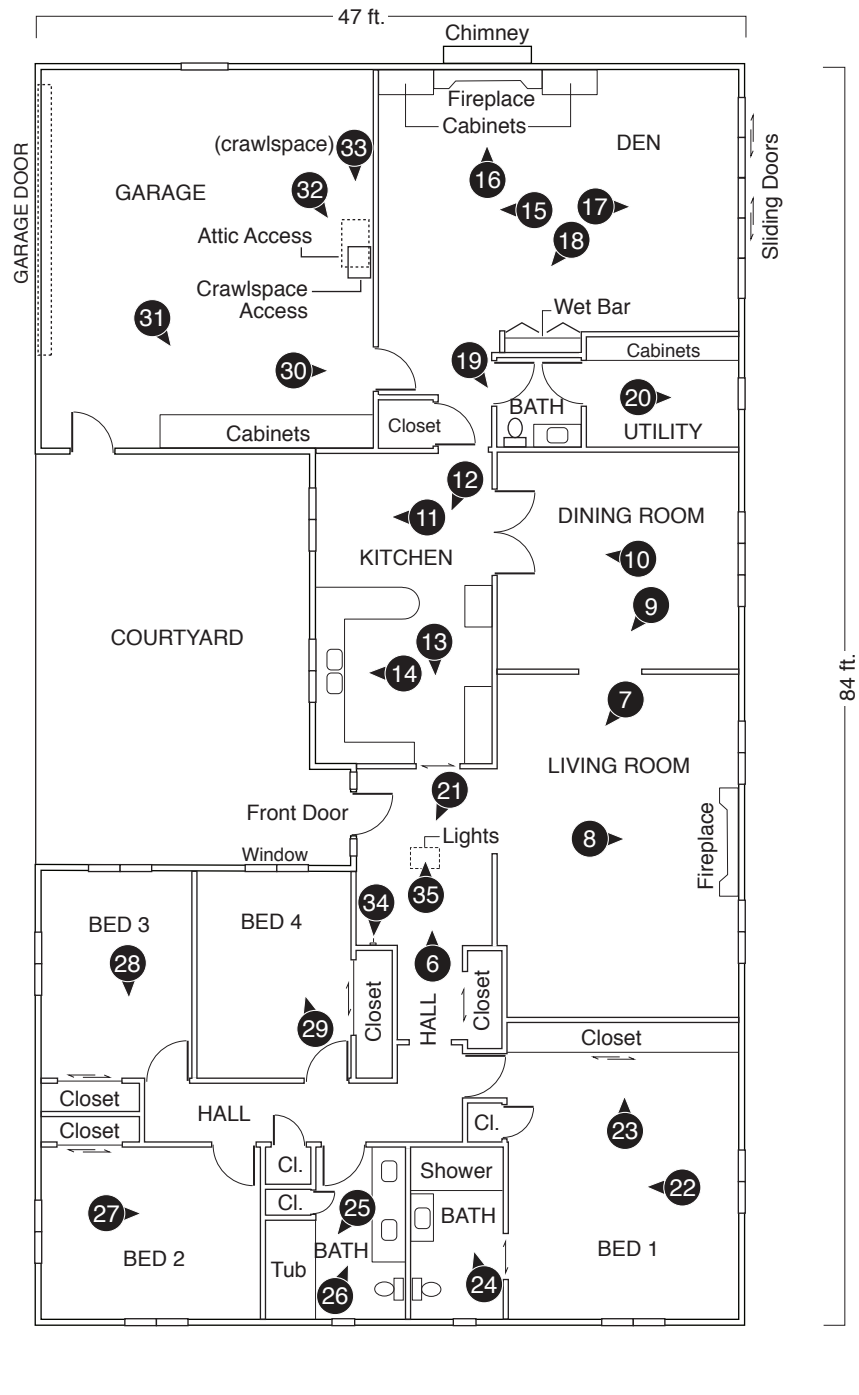 47 ft.
Chimney
Fireplace
Cabinets
DEN
(crawlspace)
33
GARAGE DOOR
GARAGE
32
16
15
17
18
Sliding Doors
Attic Access
Crawlspace
Access
31
Wet Bar
30
19
Cabinets
20
BATH
UTILITY
Closet
Cabinets
12
11
DINING ROOM
KITCHEN
10
9
COURTYARD
13
14
7
84 ft.
LIVING ROOM
21
Front Door
Lights
8
Fireplace
Window
35
34
BED 3
BED 4
28
6
29
Closet
HALL
Closet
Closet
Closet
HALL
Closet
Cl.
23
Cl.
Shower
22
27
Cl.
25
BATH
BATH
BED 2
BED 1
Tub
26
24